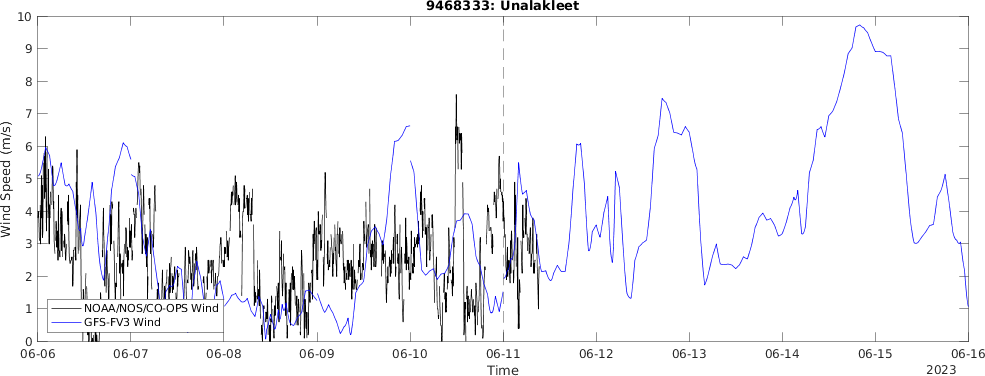 9468333: Unalakleet
Wind Speed (m/s)
10
9
8
7
6
5
4
3
2
1
0
NOAA/NOS/CO-OPS Wind
GFS-FV3 Wind
06-06 06-07 06-08 06-09 06-10 06-11 06-12 06-13 06-14 06-15 06-16
Time
2023